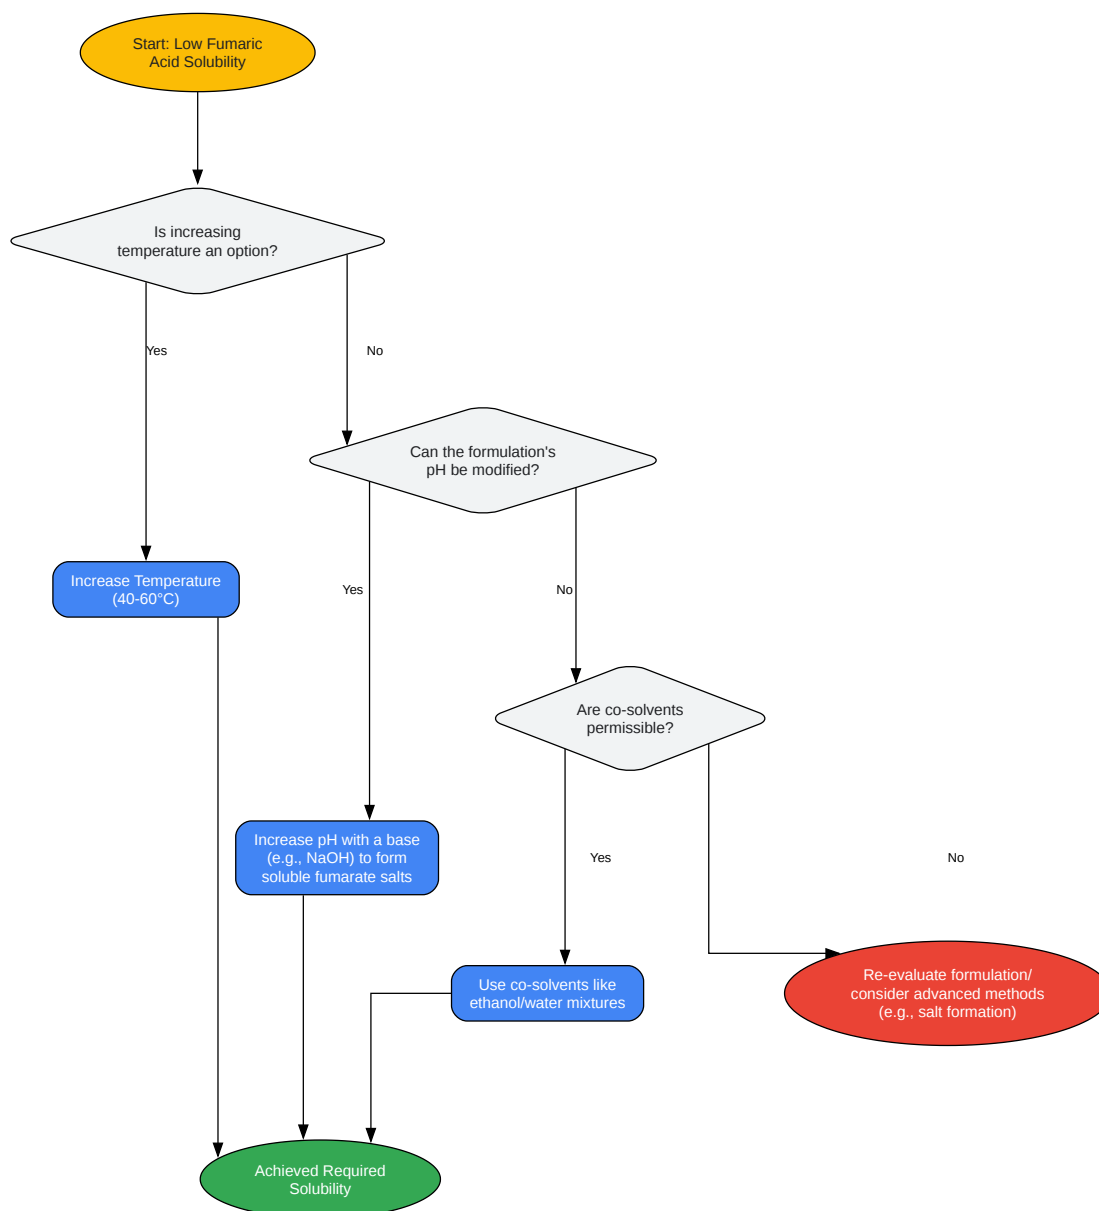 Start: Low Fumaric
Acid Solubility
Is increasing
temperature an option?
Yes
No
Can the formulation's
pH be modified?
Increase Temperature
(40-60°C)
Yes
No
Are co-solvents
permissible?
Increase pH with a base
(e.g., NaOH) to form
soluble fumarate salts
Yes
No
Use co-solvents like
ethanol/water mixtures
Re-evaluate formulation/
consider advanced methods
(e.g., salt formation)
Achieved Required
Solubility